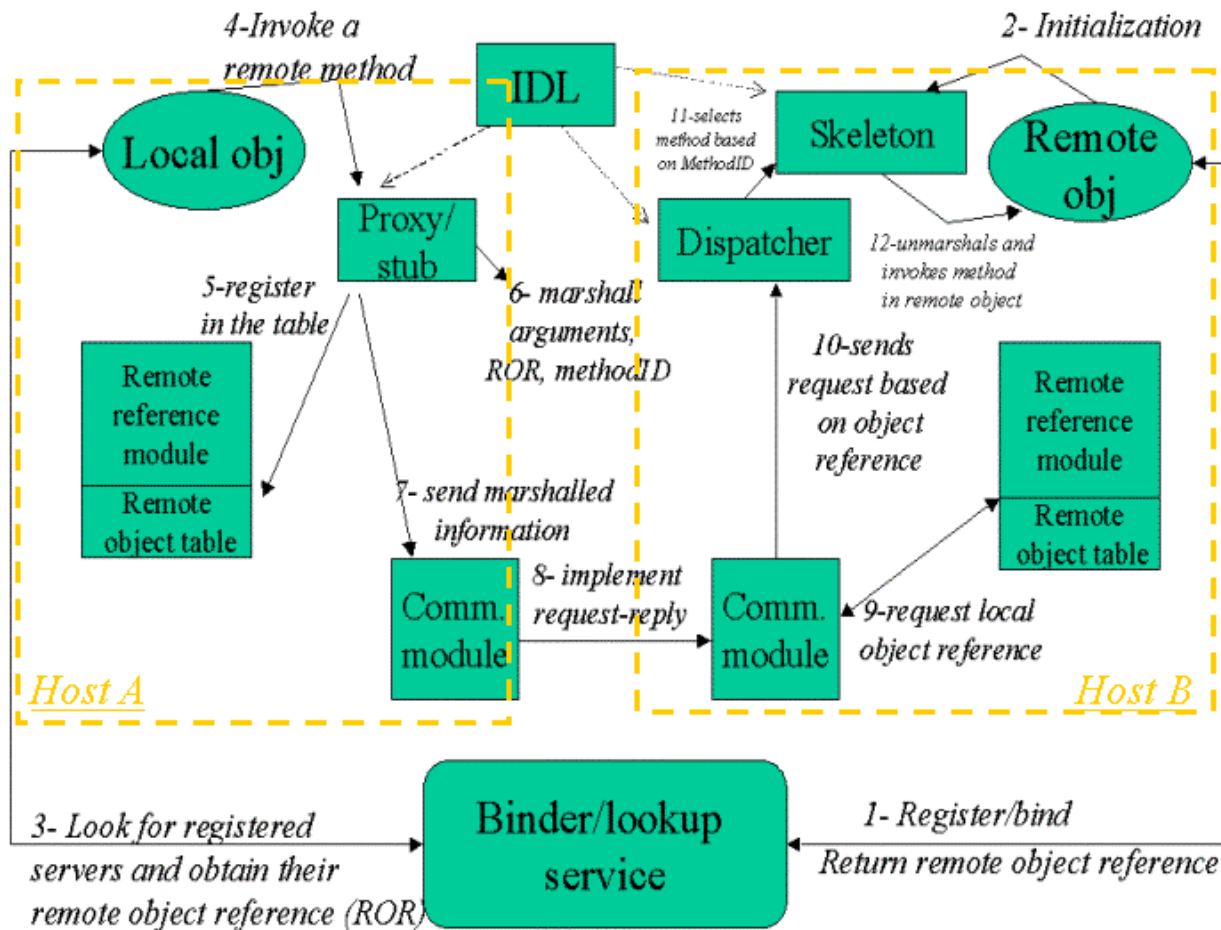 4-Invoke a
remote method
2- Initialization
IDL
Local obj
11-selects
method based
on MethodID
Skeleton
Remote
obj
Proxy/
stub
Dispatcher
12-unmarshals and
invokes method
in remote object
5-register
in the table
6- marshall
arguments,
ROR, methodID
10-sends
request based
on object
reference
Remote
reference
module
Remote
object table
Remote
reference
module
Remote
object table
7- send marshalled
information
8- implement
request-reply
Comm.
module
Comm.
module
9-request local
object reference
Host A
Host B
3- Look for registered
servers and obtain their
remote object reference (ROR)
Binder/lookup
service
1- Register/bind
Return remote object reference